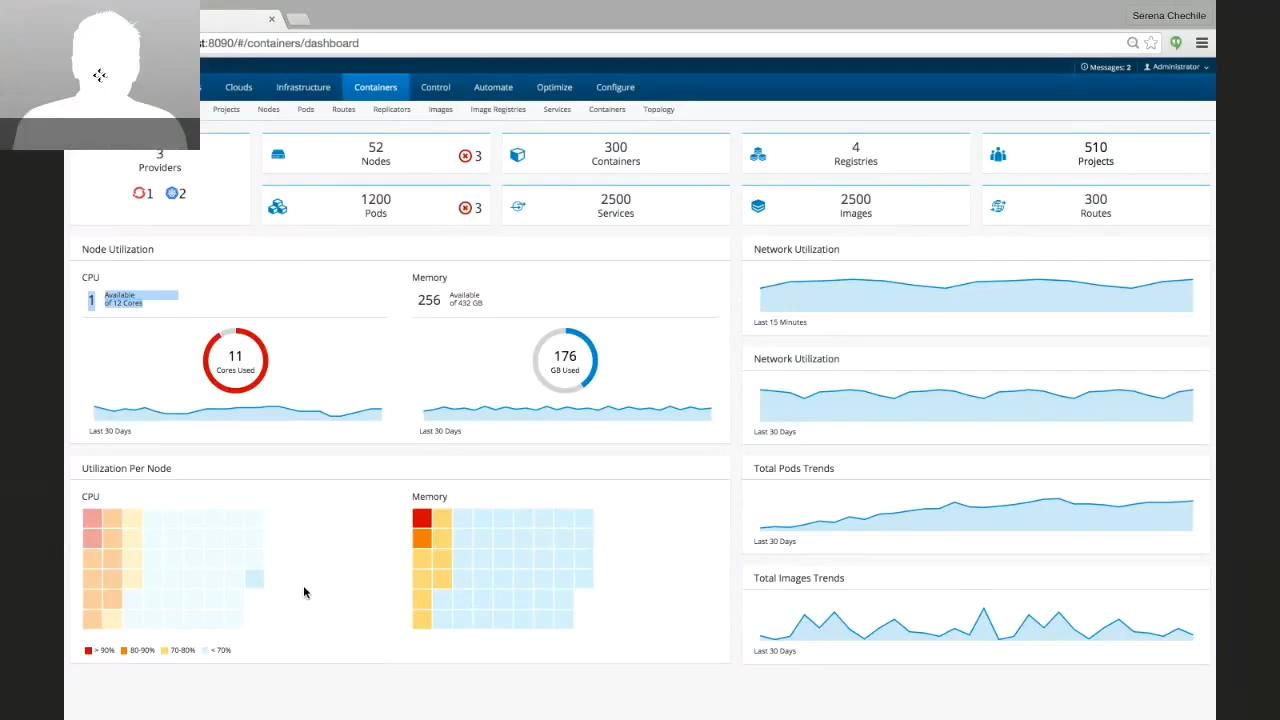 Serena Chechile
t:8090/#/containers/dashboard
Messages: 2 Administrator
Clouds Infrastructure Containers Control Automate Optimize Configure
Projects Nodes Pods Routes Replicators Images Image Registries Services Containers Topology
3
Providers
1 2
52
Nodes
3
300
Containers
4
Registries
510
Projects
1200
Pods
3
2500
Services
2500
Images
300
Routes
Node Utilization
CPU
1 Available
of 12 Cores
11
Cores Used
Last 30 Days
Memory
256 Available
of 432 GB
176
GB Used
Last 30 Days
Network Utilization
Last 15 Minutes
Network Utilization
Last 30 Days
Utilization Per Node
CPU
Memory
> 90% 80-90% 70-80% < 70%
Total Pods Trends
Last 30 Days
Total Images Trends
Last 30 Days